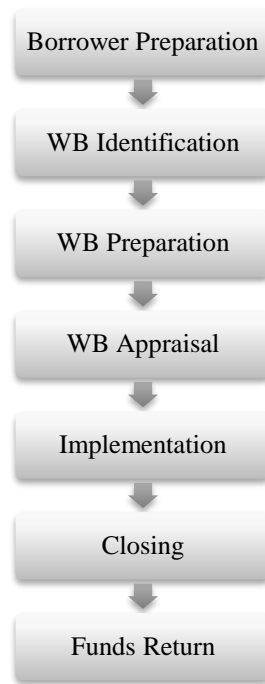 Borrower Preparation
WB Identification
WB Preparation
WB Appraisal
Implementation
Closing
Funds Return